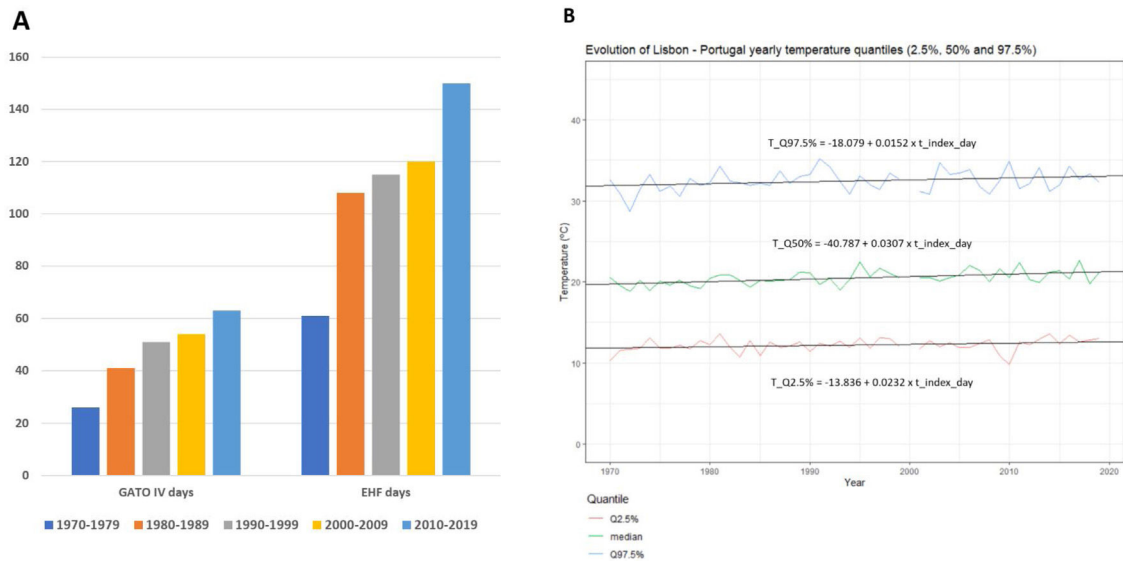 A
160
140
120
100
80
60
40
20
0
GATO IV days
EHF days
1970-1979 1980-1989 1990-1999 2000-2009 2010-2019
B
Evolution of Lisbon - Portugal yearly temperature quantiles (2.5%, 50% and 97.5%)
Temperature (ºC)
40
30
20
10
0
T_Q97.5% = -18.079 + 0.0152 x t_index_day
T_Q50% = -40.787 + 0.0307 x t_index_day
T_Q2.5% = -13.836 + 0.0232 x t_index_day
1970 1980 1990 2000 2010 2020
Year
Quantile
Q2.5%
median
Q97.5%